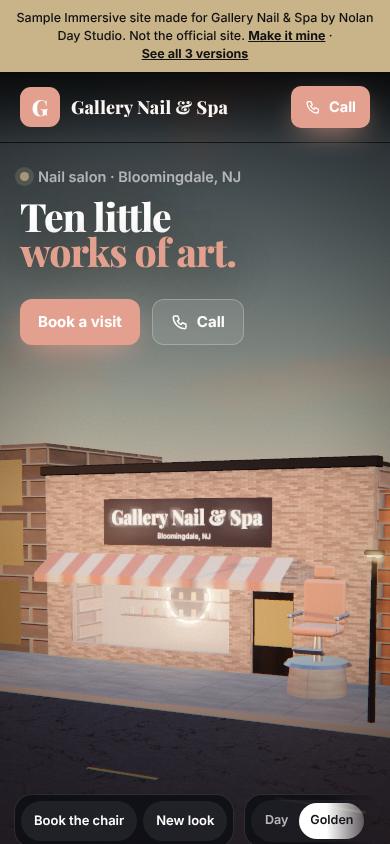 Sample Immersive site made for Gallery Nail & Spa by Nolan
Day Studio. Not the official site. Make it mine ·
See all 3 versions
G Gallery Nail & Spa
Call
Nail salon · Bloomingdale, NJ
Ten little
works of art.
Book a visit
Call
Gallery Nail & Spa
Bloomingdale, NJ
Book the chair
New look
Day
Golden